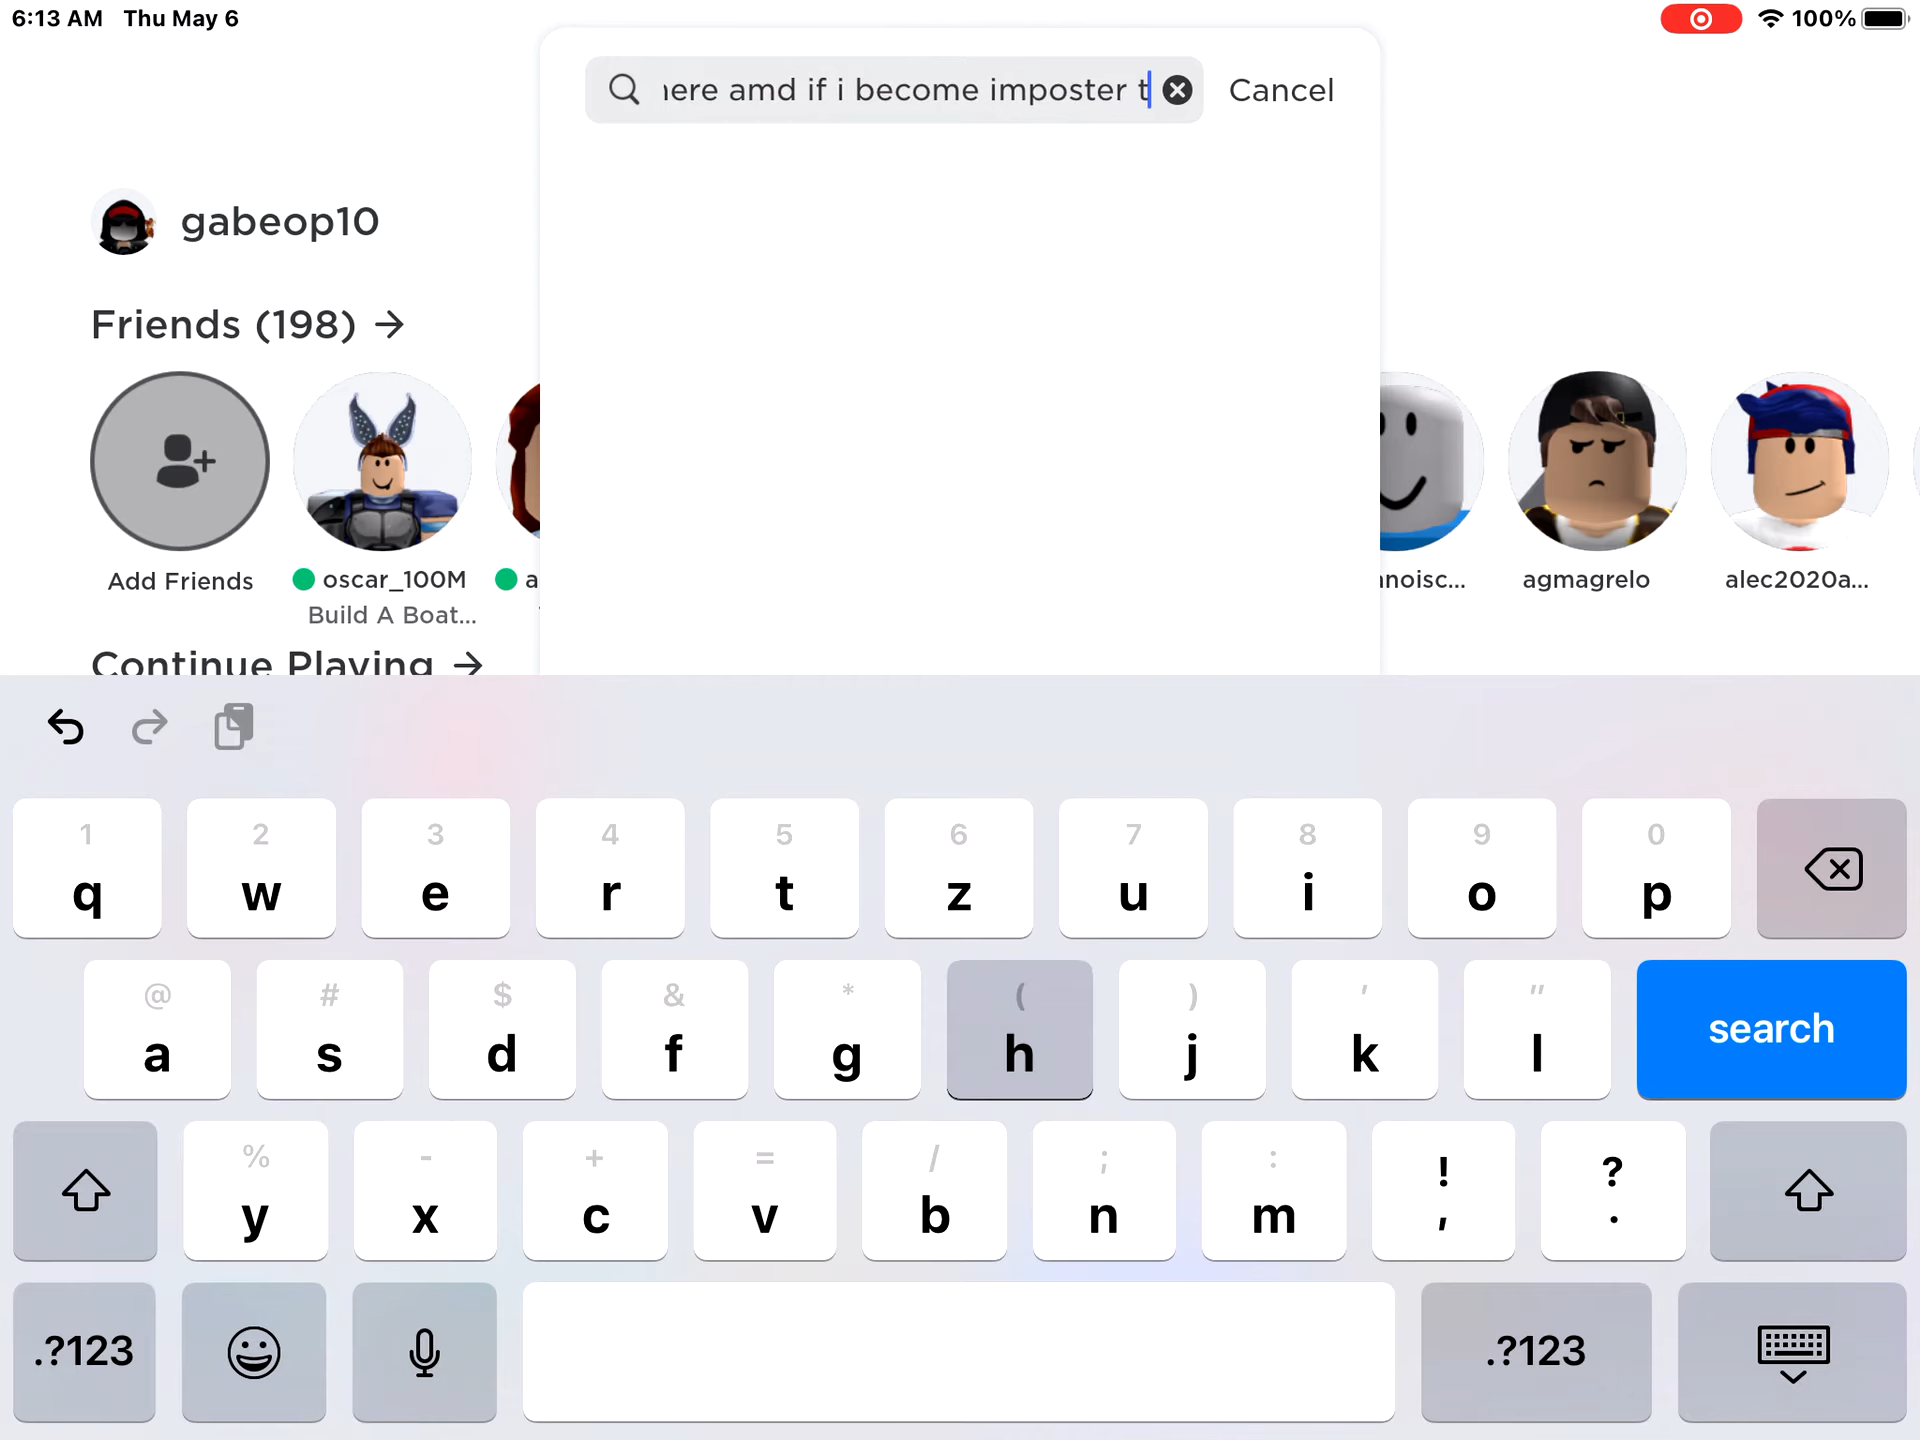 6:13 AM Thu May 6 100%
amd if i become imposter t Cancel
gabeop10
Friends (198) →
Add Friends oscar_100M a agmagrelo alec2020a...
Build A Boat...
Continue Playing →
1 2 3 4 5 6 7 8 9 0
q w e r t z u i o p
@ # $ & * ( ) ' "
a s d f g h j k l search
% - + = / ; : ! ?
y x c v b n m , .
.?123 .?123